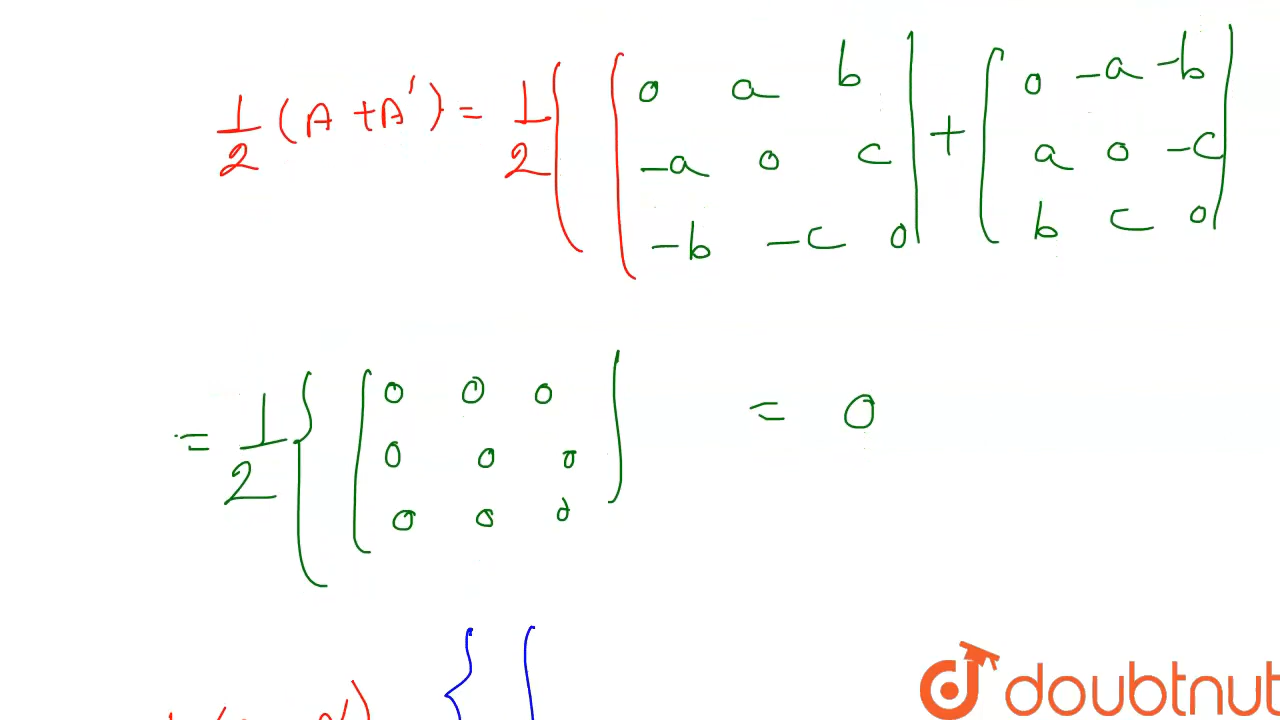 1/2 (A + A') = 1/2 { [ 0 a b ] + [ 0 -a -b ]
-a 0 c a 0 -c
-b -c 0 b c 0
= 1/2 { [ 0 0 0 ] = 0
0 0 0
0 0 0
doubtnut